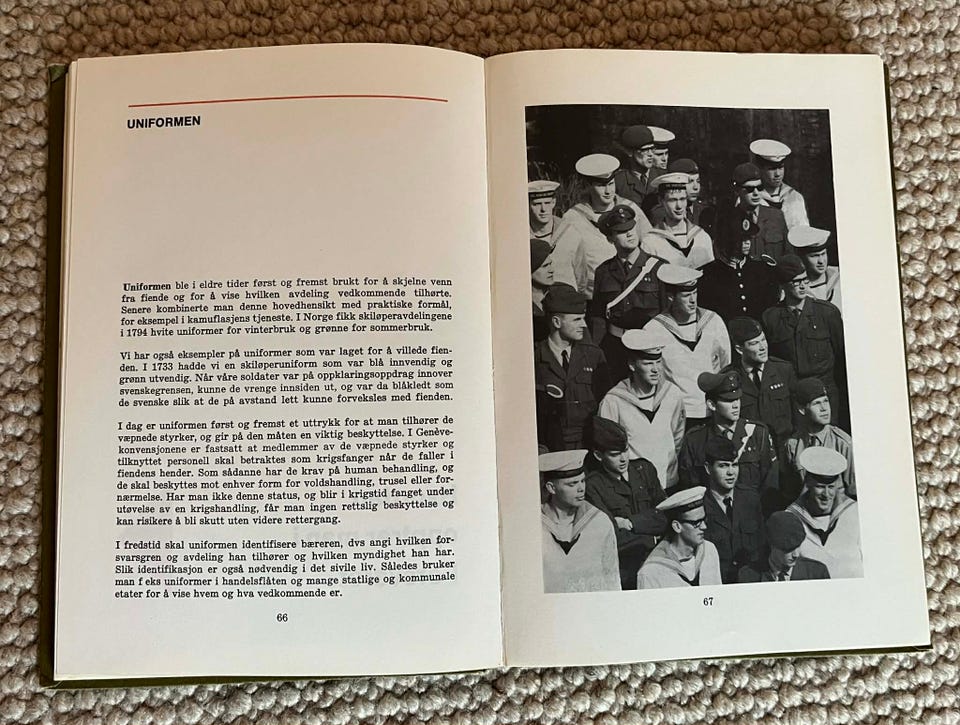 UNIFORMEN
Uniformen ble i eldre tider først og fremst brukt for å skjelne venn
fra fiende og for å vise hvilken avdeling vedkommende tilhørte.
Senere kombinerte man denne hovedhensikt med praktiske formål,
for eksempel i kamuflasjens tjeneste. I Norge fikk skiløperavdelingene
i 1794 hvite uniformer for vinterbruk og grønne for sommerbruk.
Vi har også eksempler på uniformer som var laget for å villede fien-
den. I 1733 hadde vi en skiløperuniform som var blå innvendig og
grønn utvendig. Når våre soldater var på oppklaringsoppdrag innover
svenskegrensen, kunne de vrenge innsiden ut, og var da blåkledt som
de svenske slik at de på avstand lett kunne forveksles med fienden.
I dag er uniformen først og fremst et uttrykk for at man tilhører de
væpnede styrker, og gir på den måten en viktig beskyttelse. I Genève-
konvensjonene er fastsatt at medlemmer av de væpnede styrker og
tilknyttet personell skal betraktes som krigsfanger når de faller i
fiendens hender. Som sådanne har de krav på human behandling, og
de skal beskyttes mot enhver form for voldshandling, trusel eller for-
nærmelse. Har man ikke denne status, og blir i krigstid fanget under
utøvelse av en krigshandling, får man ingen rettslig beskyttelse og
kan risikere å bli skutt uten videre rettergang.
I fredstid skal uniformen identifisere bæreren, dvs angi hvilken for-
svarsgren og avdeling han tilhører og hvilken myndighet han har.
Slik identifikasjon er også nødvendig i det sivile liv. Således bruker
man f eks uniformer i handelsflåten og mange statlige og kommunale
etater for å vise hvem og hva vedkommende er.
66
67